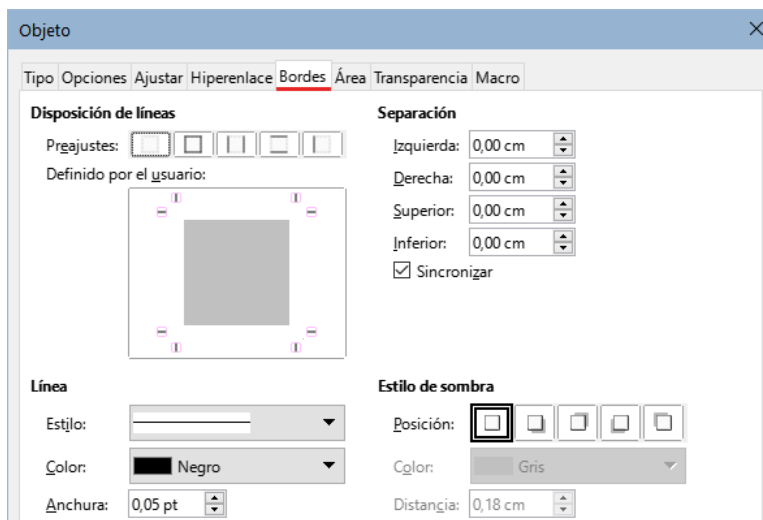 Objeto
Tipo Opciones Ajustar Hiperenlace Bordes Área Transparencia Macro
Disposición de líneas
Preajustes:
Definido por el usuario:
Separación
Izquierda: 0,00 cm
Derecha: 0,00 cm
Superior: 0,00 cm
Inferior: 0,00 cm
Sincronizar
Línea
Estilo:
Color: Negro
Anchura: 0,05 pt
Estilo de sombra
Posición:
Color: Gris
Distancia: 0,18 cm